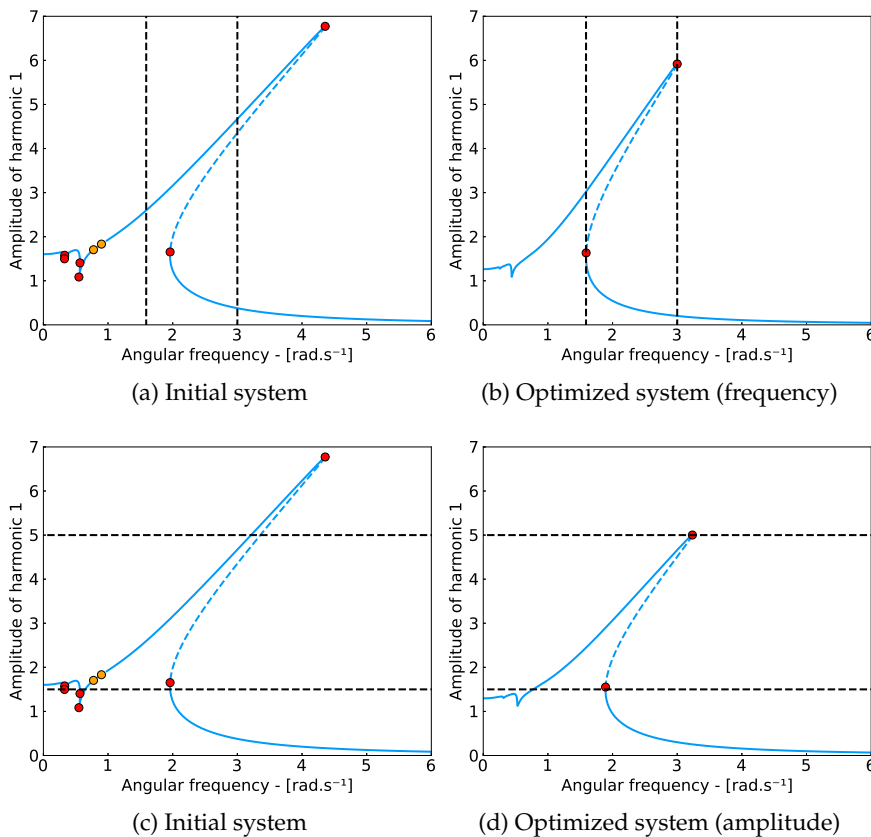 7
6
5
4
3
2
1
0
Amplitude of harmonic 1
0 1 2 3 4 5 6
Angular frequency - [rad.s⁻¹]
(a) Initial system
7
6
5
4
3
2
1
0
Amplitude of harmonic 1
0 1 2 3 4 5 6
Angular frequency - [rad.s⁻¹]
(b) Optimized system (frequency)
7
6
5
4
3
2
1
0
Amplitude of harmonic 1
0 1 2 3 4 5 6
Angular frequency - [rad.s⁻¹]
(c) Initial system
7
6
5
4
3
2
1
0
Amplitude of harmonic 1
0 1 2 3 4 5 6
Angular frequency - [rad.s⁻¹]
(d) Optimized system (amplitude)